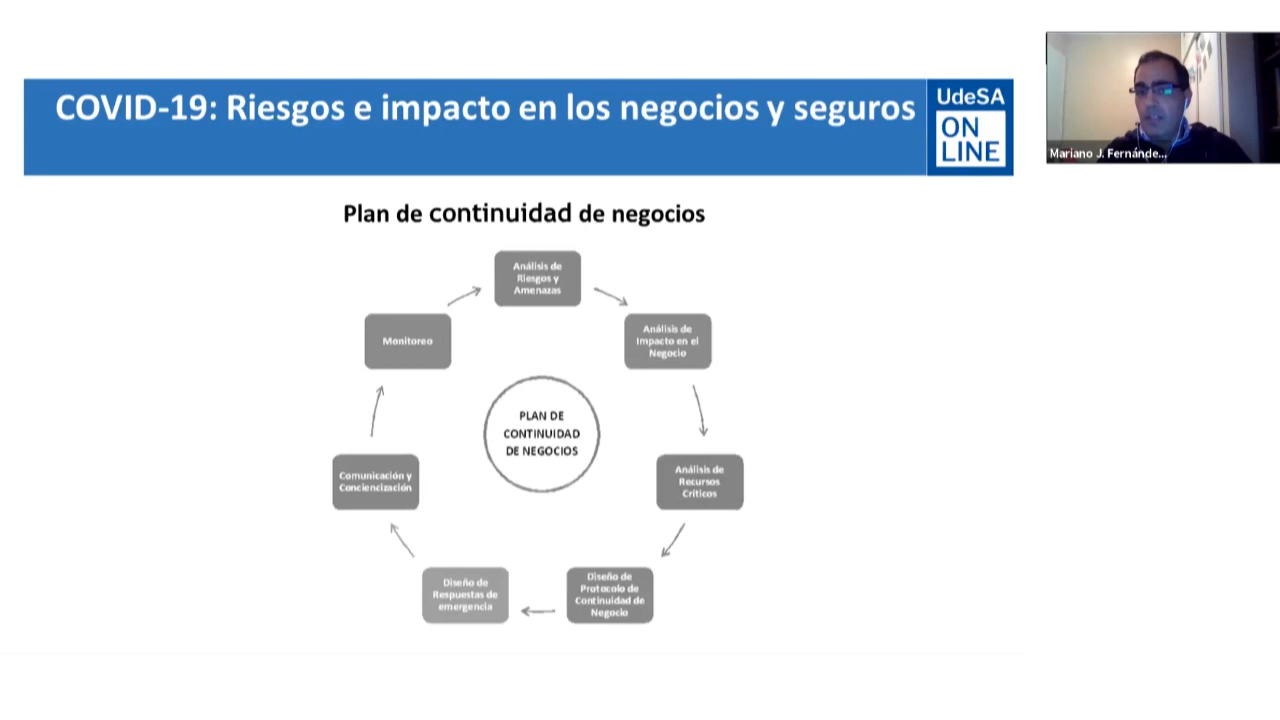 COVID-19: Riesgos e impacto en los negocios y seguros
UdeSA
ON
LINE
Mariano J. Fernánde...
Plan de continuidad de negocios
Análisis de
Riesgos y
Amenazas
Análisis de
Impacto en el
Negocio
Análisis de
Recursos
Críticos
Diseño de
Protocolo de
Continuidad de
Negocio
Diseño de
Respuestas de
emergencia
Comunicación y
Conciencización
Monitoreo
PLAN DE
CONTINUIDAD
DE NEGOCIOS